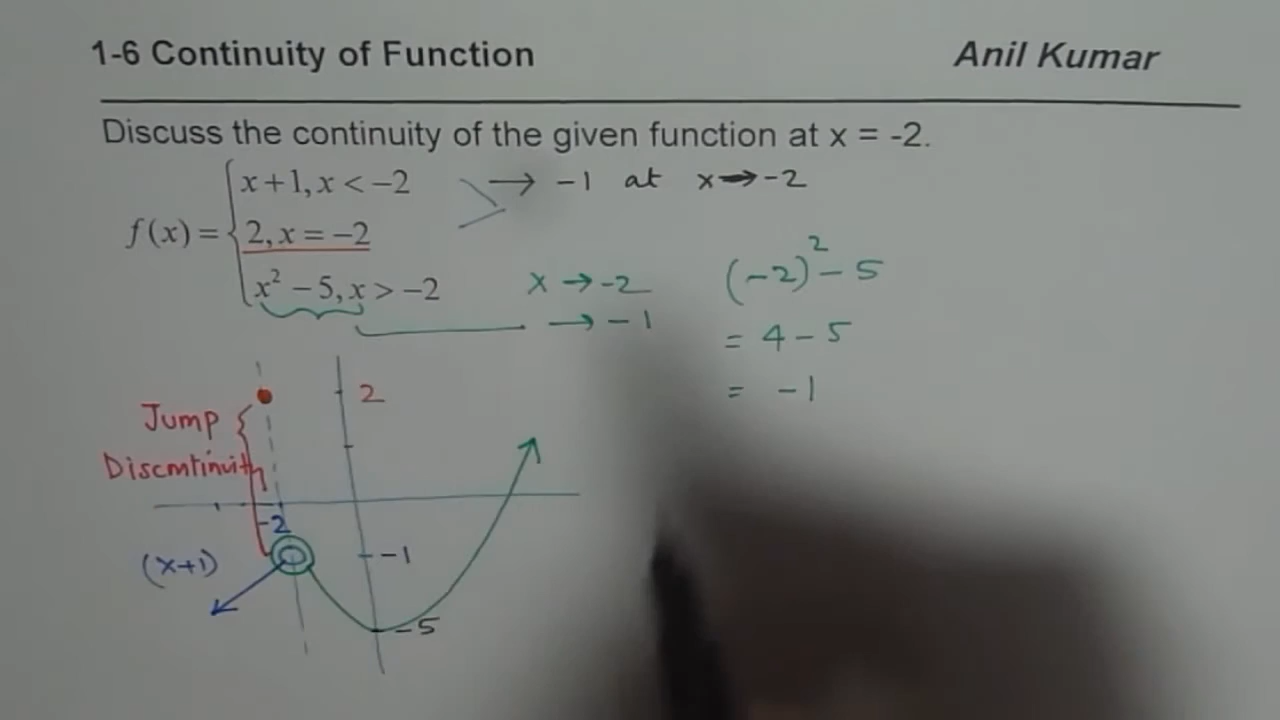 1-6 Continuity of Function Anil Kumar
Discuss the continuity of the given function at x = -2.
x+1, x < −2 → -1 at x→-2
f(x) = { 2, x = −2
x² − 5, x > −2
x → -2
→ -1
(-2)² - 5
= 4 - 5
= -1
2
Jump
Discmtinuity
-2
(x+1)
-1
-5